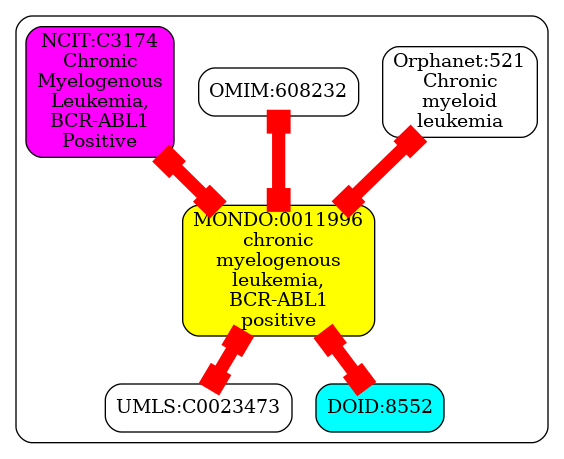 NCIT:C3174
Chronic
Myelogenous
Leukemia,
BCR-ABL1
Positive
OMIM:608232
Orphanet:521
Chronic
myeloid
leukemia
MONDO:0011996
chronic
myelogenous
leukemia,
BCR-ABL1
positive
UMLS:C0023473
DOID:8552